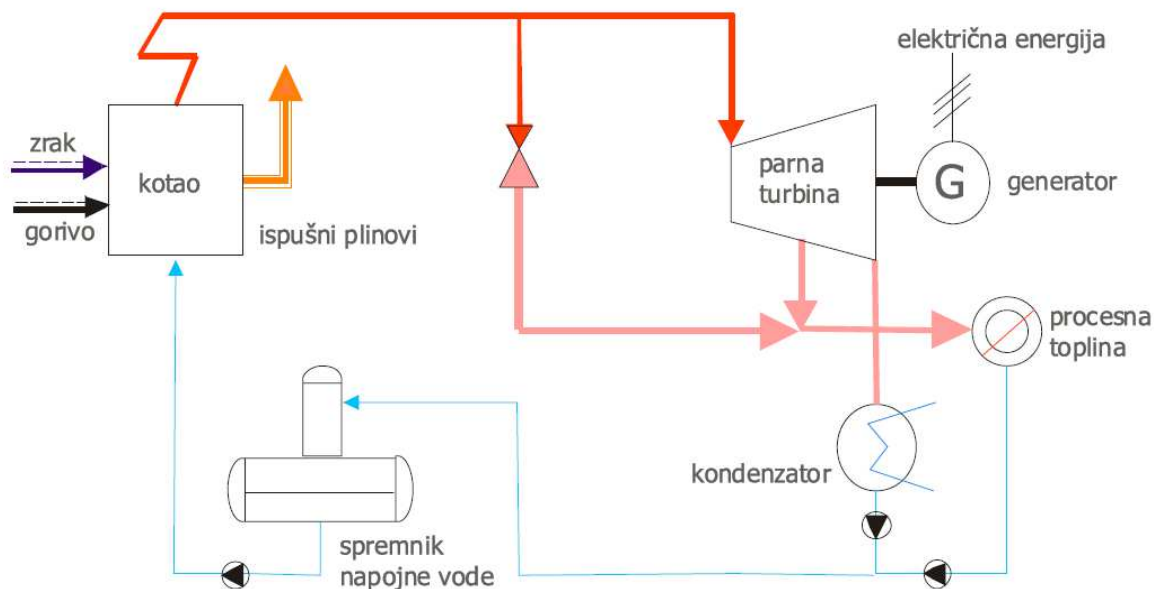 električna energija
zrak
kotao
gorivo
ispušni plinovi
parna
turbina
G
generator
procesna
toplina
kondenzator
spremnik
napojne vode